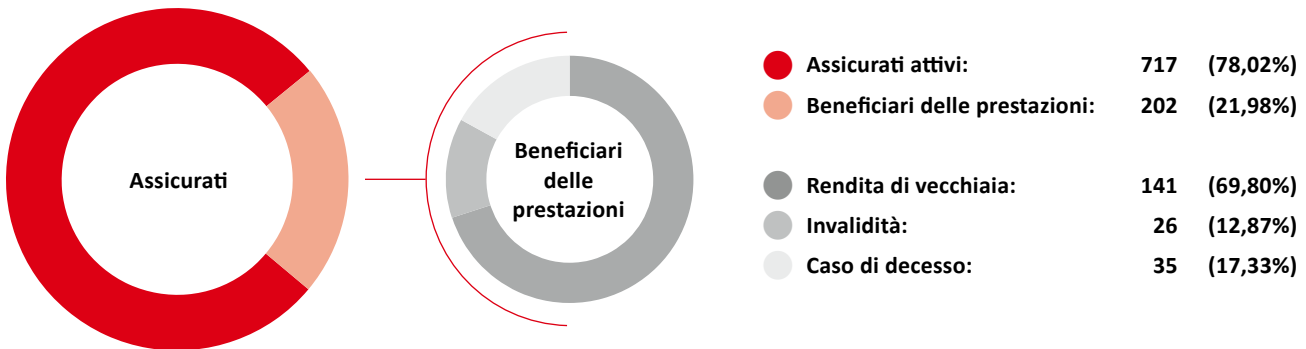 Assicurati
Beneficiari
delle
prestazioni
Assicurati attivi: 717 (78,02%)
Beneficiari delle prestazioni: 202 (21,98%)
Rendita di vecchiaia: 141 (69,80%)
Invalidità: 26 (12,87%)
Caso di decesso: 35 (17,33%)